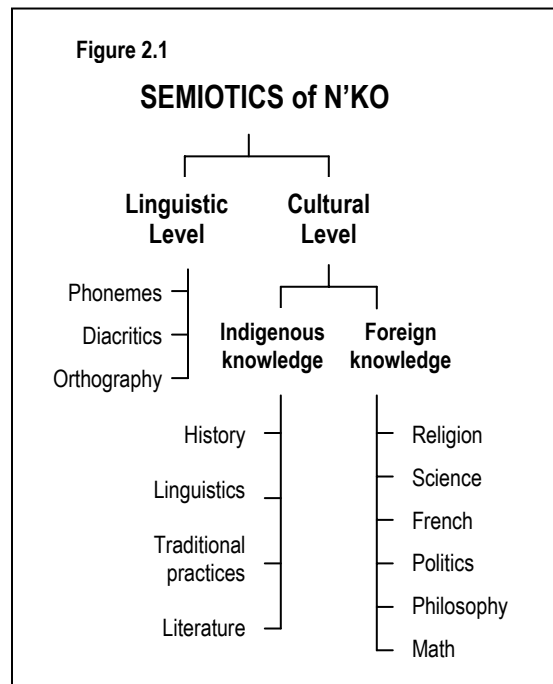 Figure 2.1
SEMIOTICS of N’KO
Linguistic
Level
Cultural
Level
Phonemes
Diacritics
Orthography
Indigenous
knowledge
Foreign
knowledge
History
Linguistics
Traditional
practices
Literature
Religion
Science
French
Politics
Philosophy
Math